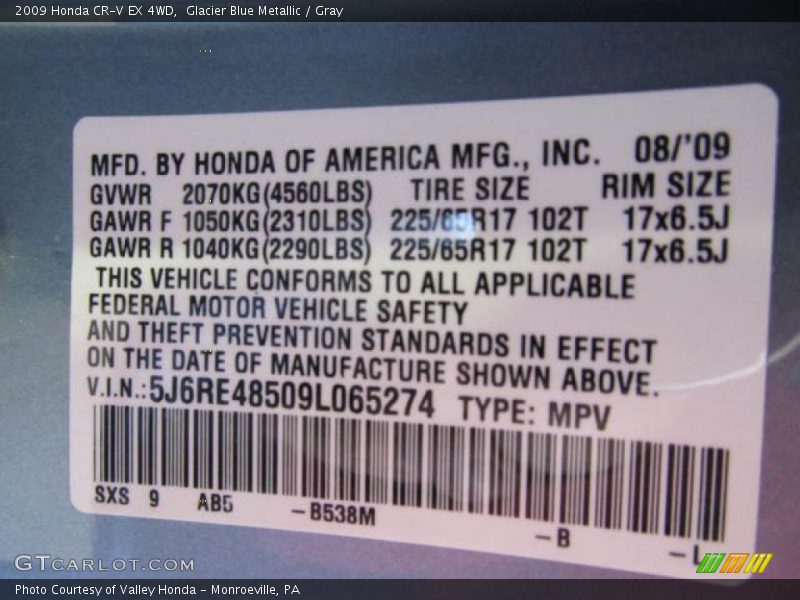 2009 Honda CR-V EX 4WD,  Glacier Blue Metallic / Gray
MFD. BY HONDA OF AMERICA MFG., INC. 08/'09
GVWR 2070KG(4560LBS) TIRE SIZE RIM SIZE
GAWR F 1050KG(2310LBS) 225/65R17 102T 17x6.5J
GAWR R 1040KG(2290LBS) 225/65R17 102T 17x6.5J
THIS VEHICLE CONFORMS TO ALL APPLICABLE
FEDERAL MOTOR VEHICLE SAFETY
AND THEFT PREVENTION STANDARDS IN EFFECT
ON THE DATE OF MANUFACTURE SHOWN ABOVE.
V.I.N.:5J6RE48509L065274 TYPE: MPV
SXS 9 AB5 -B538M -B
GTCARLOT.COM
Photo Courtesy of Valley Honda - Monroeville, PA